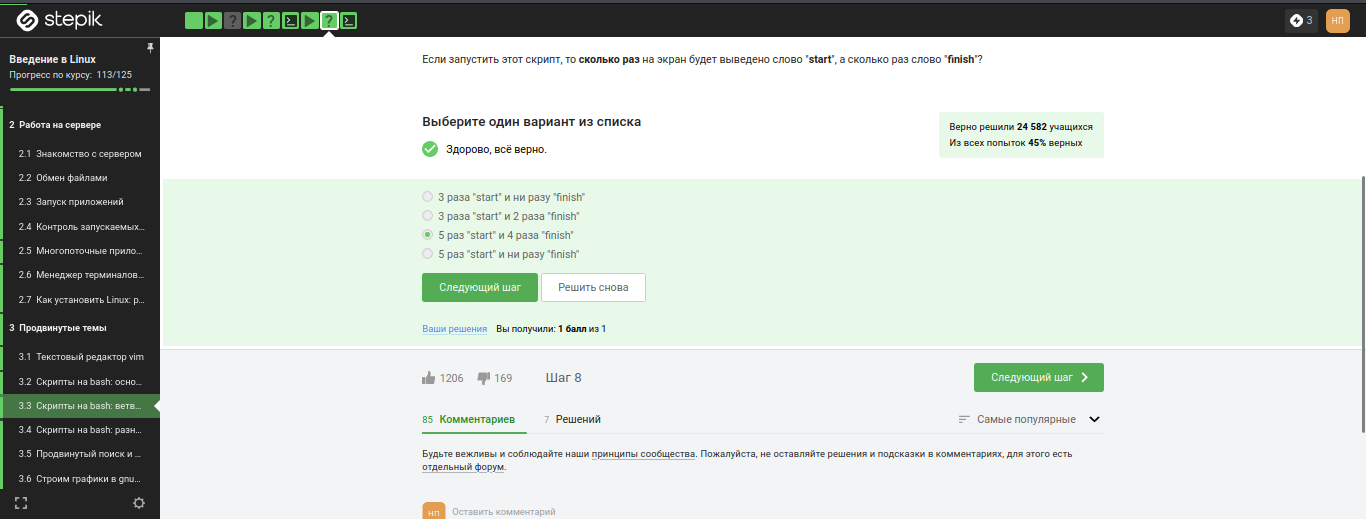 stepik
3
НП
Введение в Linux
Прогресс по курсу: 113/125
2 Работа на сервере
2.1 Знакомство с сервером
2.2 Обмен файлами
2.3 Запуск приложений
2.4 Контроль запускаемых…
2.5 Многопоточные прило…
2.6 Менеджер терминалов…
2.7 Как установить Linux: р…
3 Продвинутые темы
3.1 Текстовый редактор vim
3.2 Скрипты на bash: осно…
3.3 Скрипты на bash: ветв…
3.4 Скрипты на bash: разн…
3.5 Продвинутый поиск и …
3.6 Строим графики в gnu…
Если запустить этот скрипт, то сколько раз на экран будет выведено слово "start", а сколько раз слово "finish"?
Выберите один вариант из списка
Здорово, всё верно.
Верно решили 24 582 учащихся
Из всех попыток 45% верных
3 раза "start" и ни разу "finish"
3 раза "start" и 2 раза "finish"
5 раз "start" и 4 раза "finish"
5 раз "start" и ни разу "finish"
Следующий шаг
Решить снова
Ваши решения Вы получили: 1 балл из 1
1206 169 Шаг 8
Следующий шаг
85 Комментариев 7 Решений
Самые популярные
Будьте вежливы и соблюдайте наши принципы сообщества. Пожалуйста, не оставляйте решения и подсказки в комментариях, для этого есть
отдельный форум.
НП
Оставить комментарий